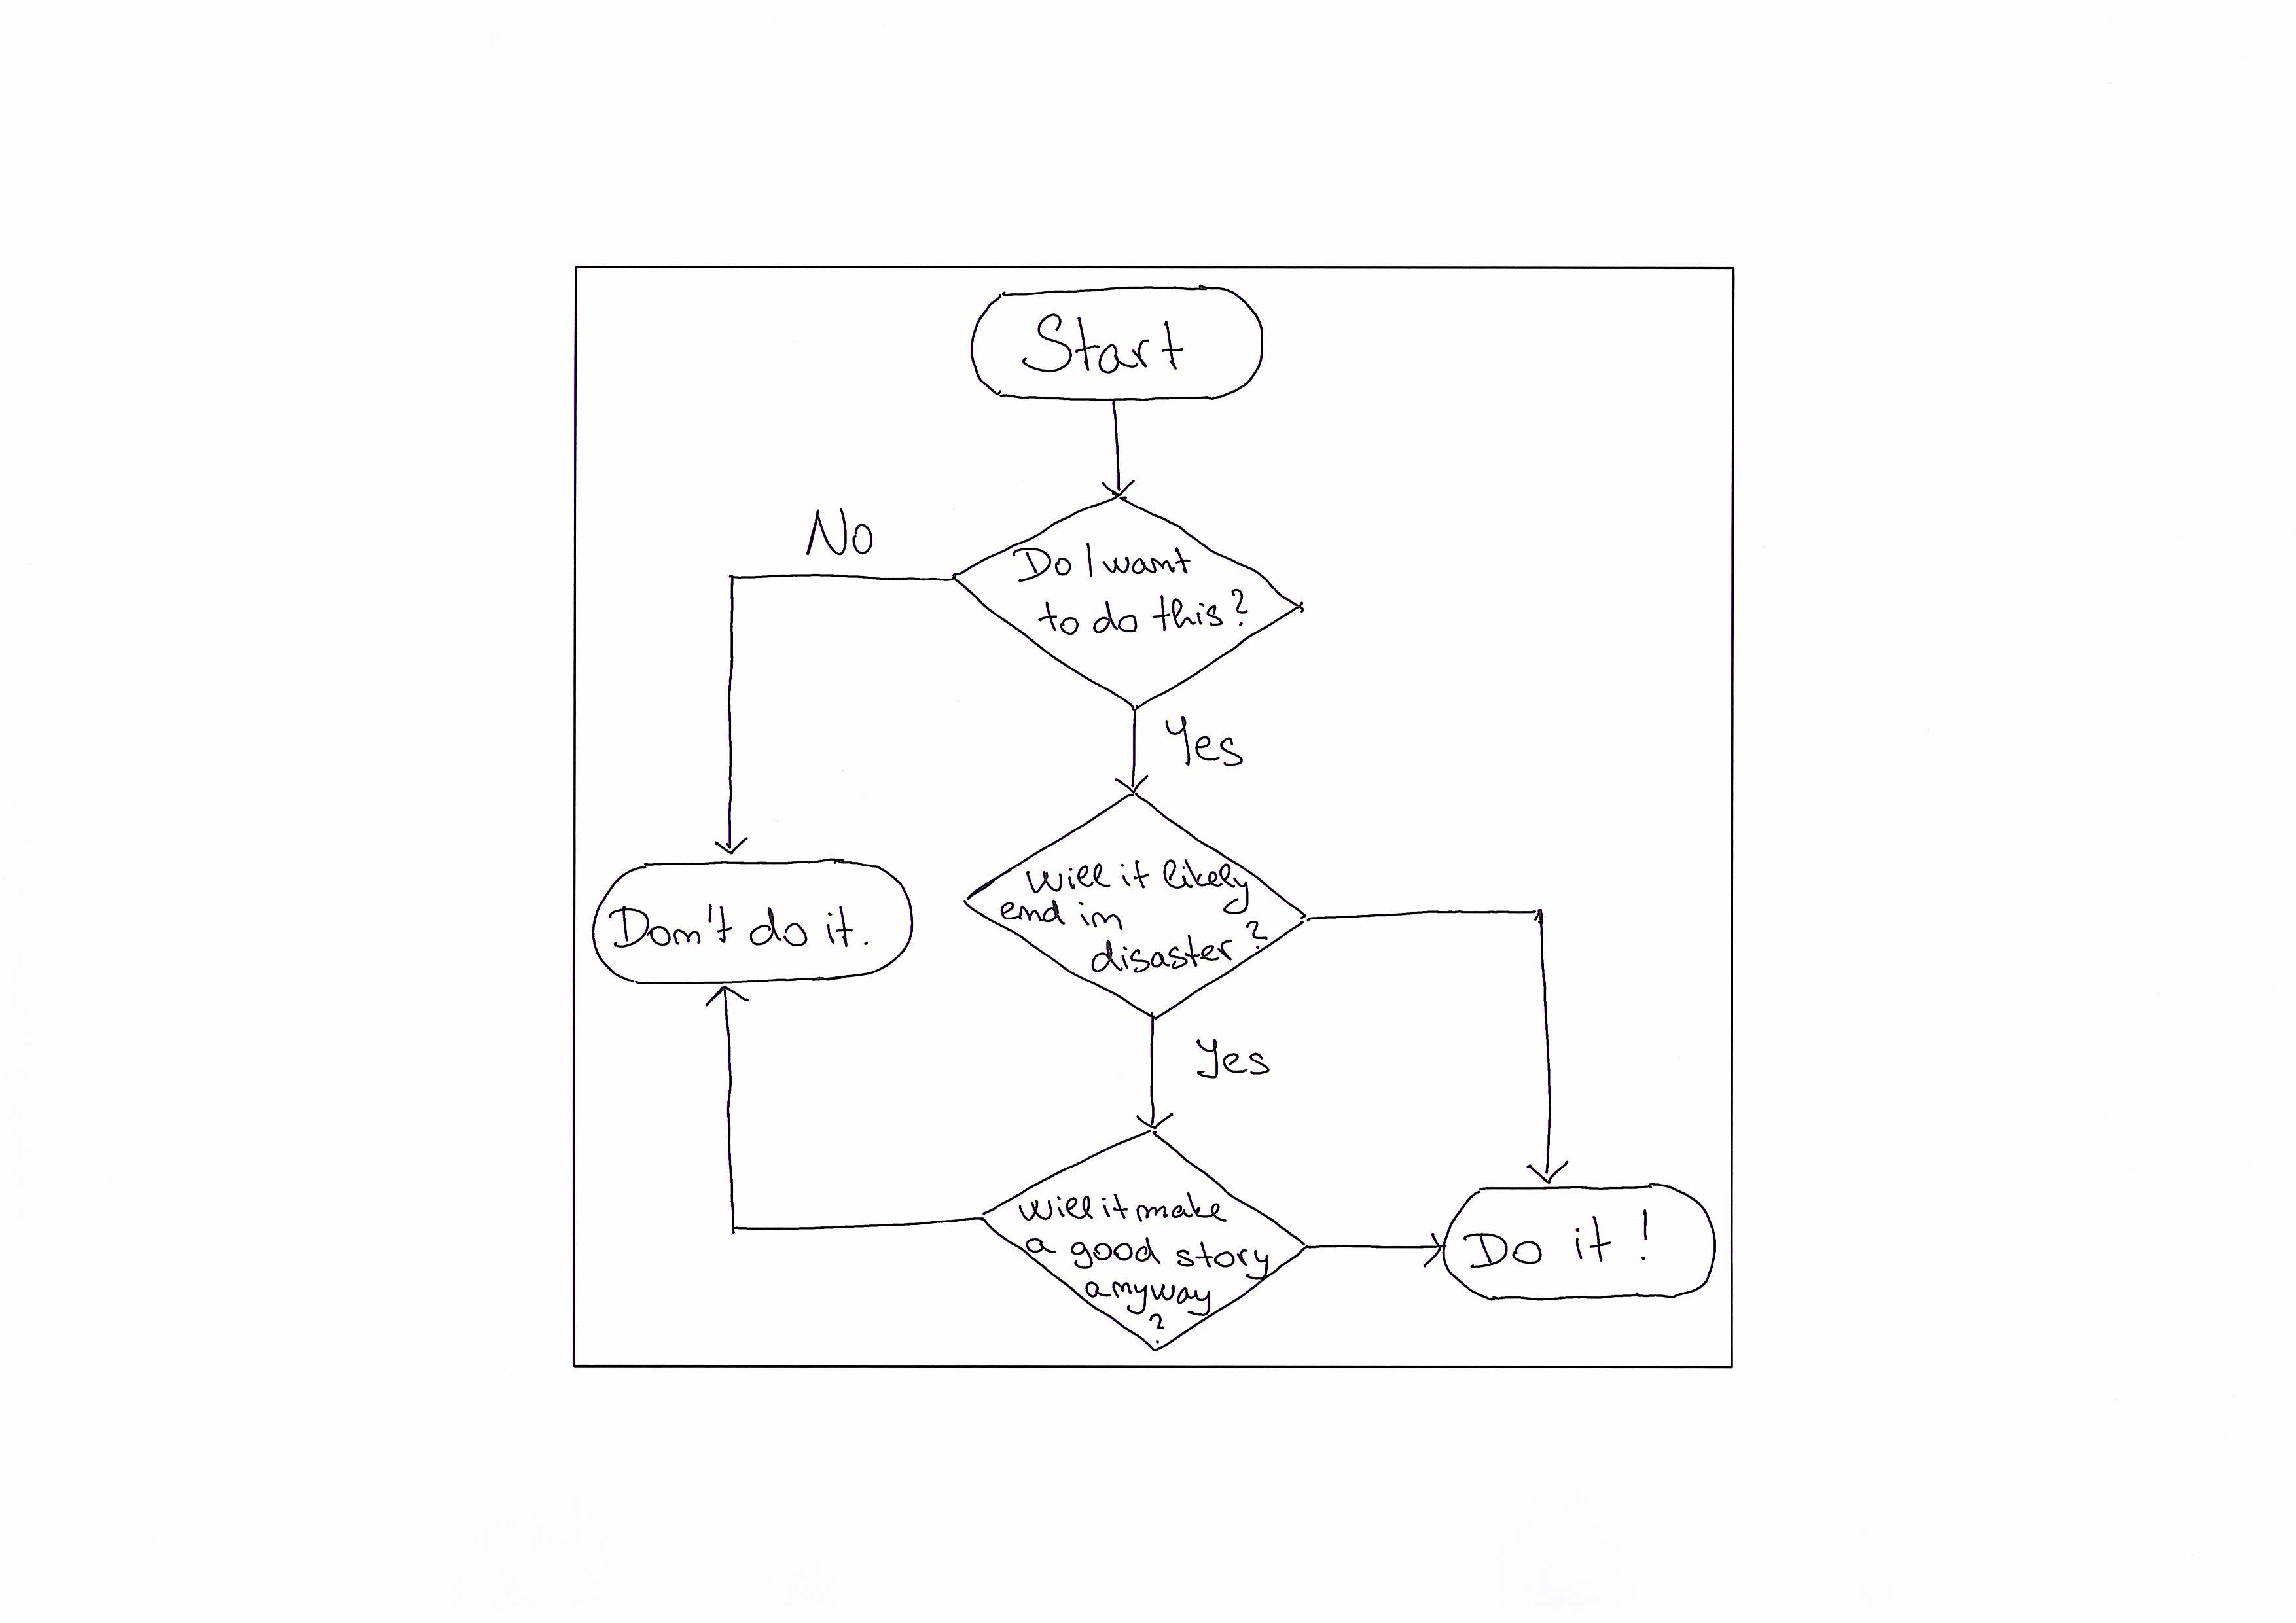 Start
No
Do I want
to do this?
Yes
Will it likely
end in
disaster?
Don't do it.
Yes
Will it make
a good story
anyway
?
Do it!